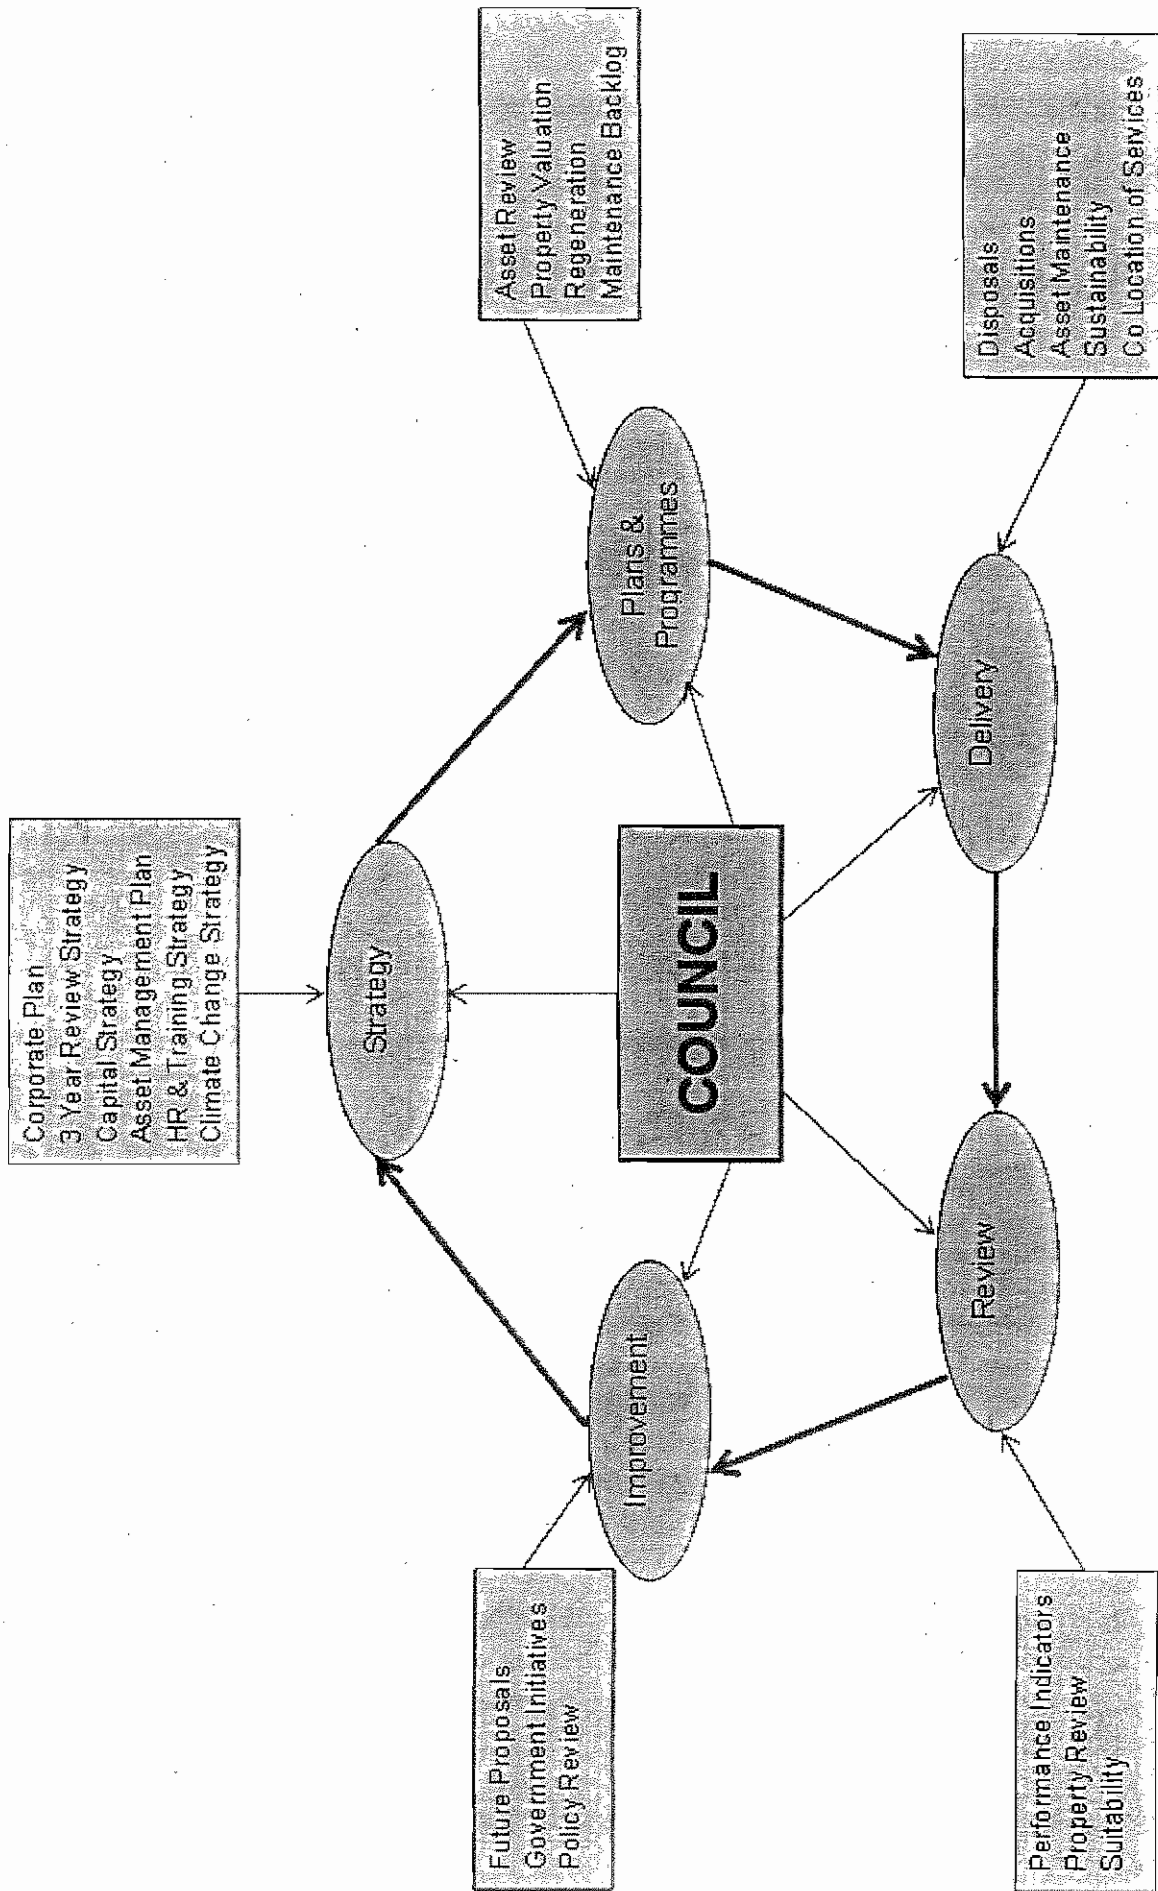 Corporate Plan
3 Year Review Strategy
Capital Strategy
Asset Management Plan
HR & Training Strategy
Climate Change Strategy
Strategy
Future Proposals
Government Initiatives
Policy Review
Improvement
COUNCIL
Plans &
Programmes
Asset Review
Property Valuation
Regeneration
Maintenance Backlog
Performance Indicators
Property Review
Suitability
Review
Delivery
Disposals
Acquisitions
Asset Maintenance
Sustainability
Co Location of Services